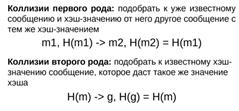 Коллизии первого рода: подобрать к уже известному
сообщению и хэш-значению от него другое сообщение с
тем же хэш-значением
m1, H(m1) -> m2, H(m2) = H(m1)
Коллизии второго рода: подобрать к известному хэш-
значению сообщение, которое даст такое же значение
хэша
H(m) -> g, H(g) = H(m)